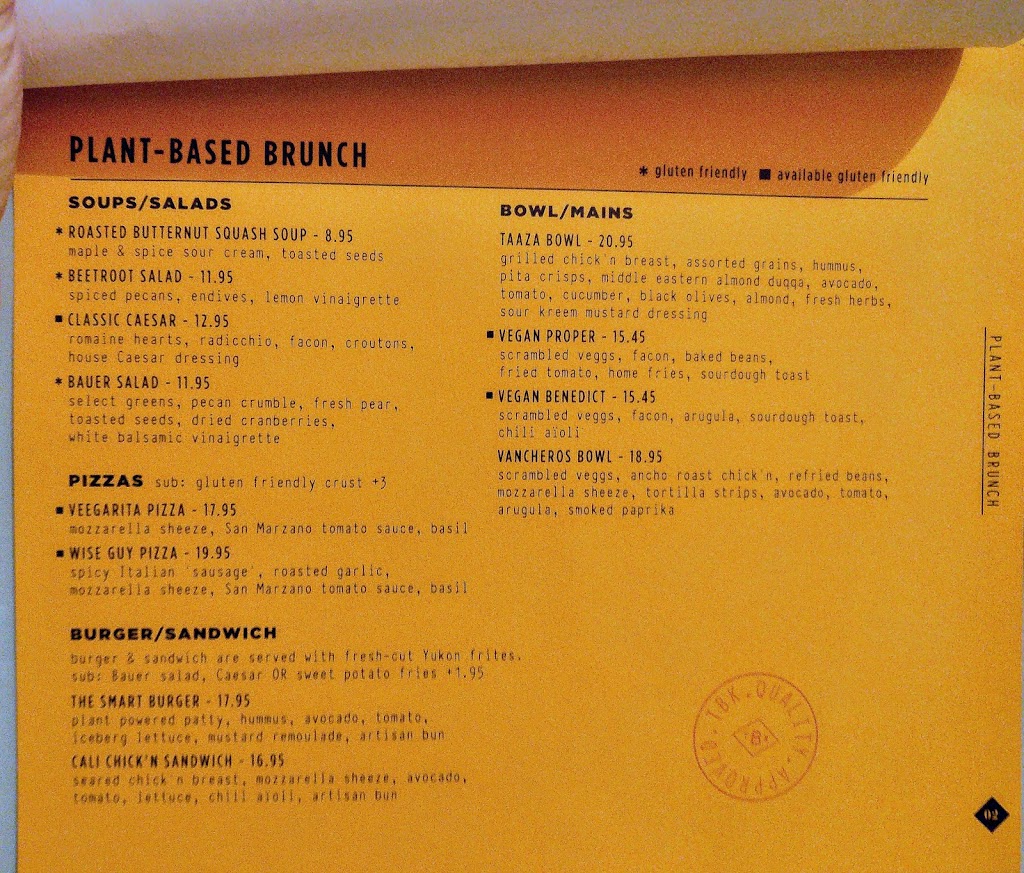 PLANT-BASED BRUNCH
* gluten friendly ■ available gluten friendly
SOUPS/SALADS
* ROASTED BUTTERNUT SQUASH SOUP - 8.95
maple & spice sour cream, toasted seeds
* BEETROOT SALAD - 11.95
spiced pecans, endives, lemon vinaigrette
■ CLASSIC CAESAR - 12.95
romaine hearts, radicchio, facon, croutons,
house Caesar dressing
* BAUER SALAD - 11.95
select greens, pecan crumble, fresh pear,
toasted seeds, dried cranberries,
white balsamic vinaigrette
PIZZAS sub: gluten friendly crust +3
■ VEEGARITA PIZZA - 17.95
mozzarella sheeze, San Marzano tomato sauce, basil
■ WISE GUY PIZZA - 19.95
spicy Italian 'sausage', roasted garlic,
mozzarella sheeze, San Marzano tomato sauce, basil
BURGER/SANDWICH
burger & sandwich are served with fresh-cut Yukon frites.
sub: Bauer salad, Caesar OR sweet potato fries +1.95
THE SMART BURGER - 17.95
plant powered patty, hummus, avocado, tomato,
iceberg lettuce, mustard remoulade, artisan bun
CALI CHICK'N SANDWICH - 16.95
seared chick'n breast, mozzarella sheeze, avocado,
tomato, lettuce, chili aioli, artisan bun
BOWL/MAINS
TAAZA BOWL - 20.95
grilled chick'n breast, assorted grains, hummus,
pita crisps, middle eastern almond duqqa, avocado,
tomato, cucumber, black olives, almond, fresh herbs,
sour kreem mustard dressing
■ VEGAN PROPER - 15.45
scrambled veggs, facon, baked beans,
fried tomato, home fries, sourdough toast
■ VEGAN BENEDICT - 15.45
scrambled veggs, facon, arugula, sourdough toast,
chili aioli
VANCHEROS BOWL - 18.95
scrambled veggs, ancho roast chick'n, refried beans,
mozzarella sheeze, tortilla strips, avocado, tomato,
arugula, smoked paprika
PLANT-BASED BRUNCH
TBK. QUALITY. APPROVED.
B
02